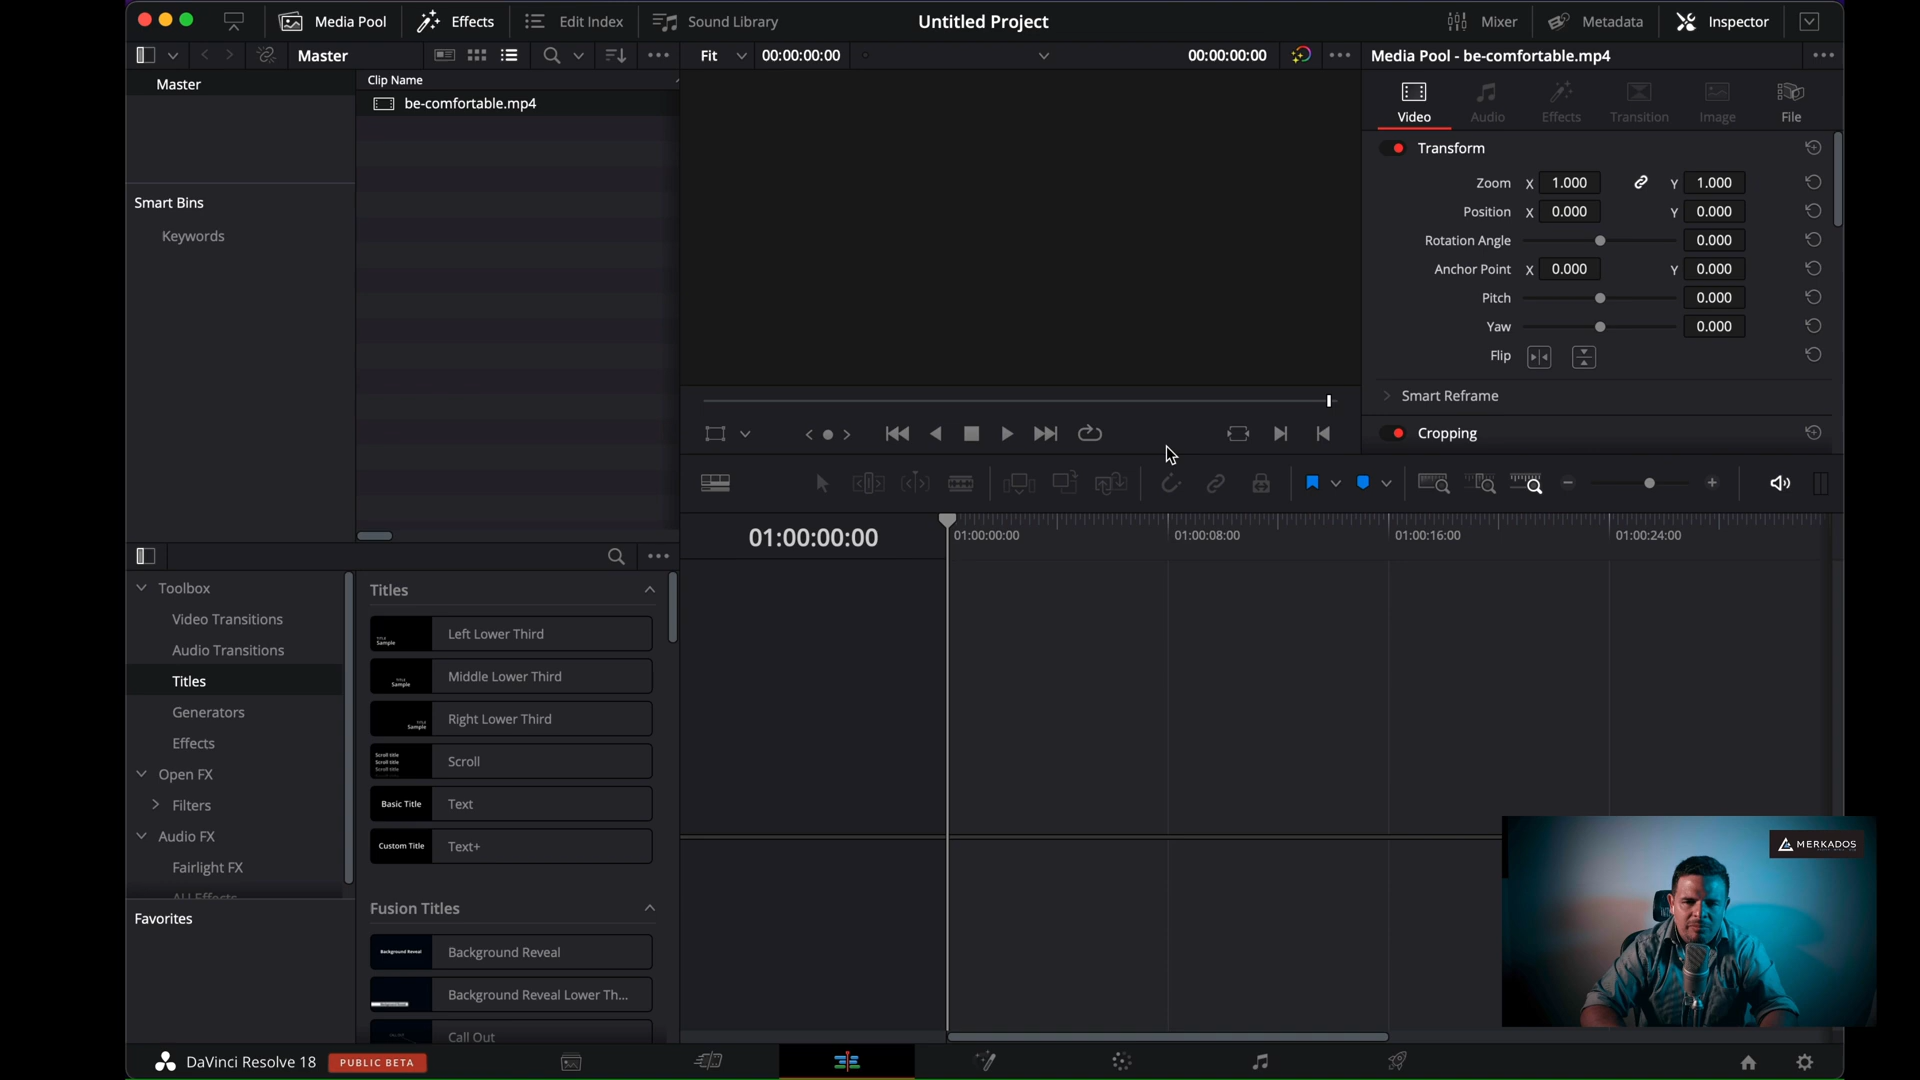 Media Pool
Effects
Edit Index
Sound Library
Untitled Project
Mixer
Metadata
Inspector
Master
Fit
00:00:00:00
00:00:00:00
Media Pool - be-comfortable.mp4
Master
Clip Name
be-comfortable.mp4
Video
Audio
Effects
Transition
Image
File
Transform
Zoom X 1.000 Y 1.000
Position X 0.000 Y 0.000
Rotation Angle 0.000
Anchor Point X 0.000 Y 0.000
Pitch 0.000
Yaw 0.000
Flip
Smart Reframe
Cropping
Smart Bins
Keywords
01:00:00:00
01:00:00:00
01:00:08:00
01:00:16:00
01:00:24:00
Toolbox
Video Transitions
Audio Transitions
Titles
Generators
Effects
Open FX
Filters
Audio FX
Fairlight FX
Favorites
Titles
Left Lower Third
Middle Lower Third
Right Lower Third
Scroll
Basic Title
Text
Custom Title
Text+
Fusion Titles
Background Reveal
Background Reveal
Background Reveal Lower Th...
Call Out
MERKADOS
DaVinci Resolve 18
PUBLIC BETA